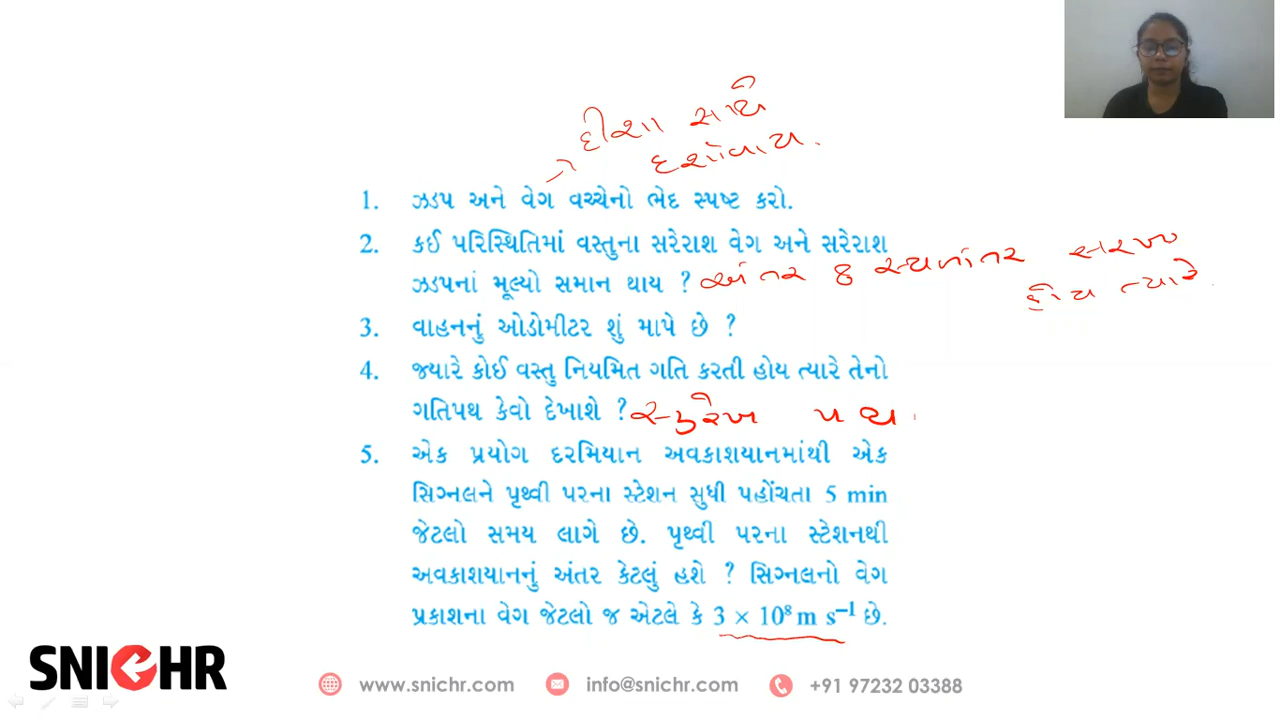 દીશા સાથે
દર્શાવાય.
1. ઝડપ અને વેગ વચ્ચેનો ભેદ સ્પષ્ટ કરો.
2. કઈ પરિસ્થિતિમાં વસ્તુના સરેરાશ વેગ અને સરેરાશ
ઝડપનાં મૂલ્યો સમાન થાય ? અંતર & સ્થળાંતર સરખા
હોય ત્યારે.
3. વાહનનું ઓડોમીટર શું માપે છે ?
4. જ્યારે કોઈ વસ્તુ નિયમિત ગતિ કરતી હોય ત્યારે તેનો
ગતિપથ કેવો દેખાશે ? સુરેખ પથ
5. એક પ્રયોગ દરમિયાન અવકાશયાનમાંથી એક
સિગ્નલને પૃથ્વી પરના સ્ટેશન સુધી પહોંચતા 5 min
જેટલો સમય લાગે છે. પૃથ્વી પરના સ્ટેશનથી
અવકાશયાનનું અંતર કેટલું હશે ? સિગ્નલનો વેગ
પ્રકાશના વેગ જેટલો જ એટલે કે 3 × 10⁸ m s⁻¹ છે.
SNICHR
www.snichr.com info@snichr.com +91 97232 03388